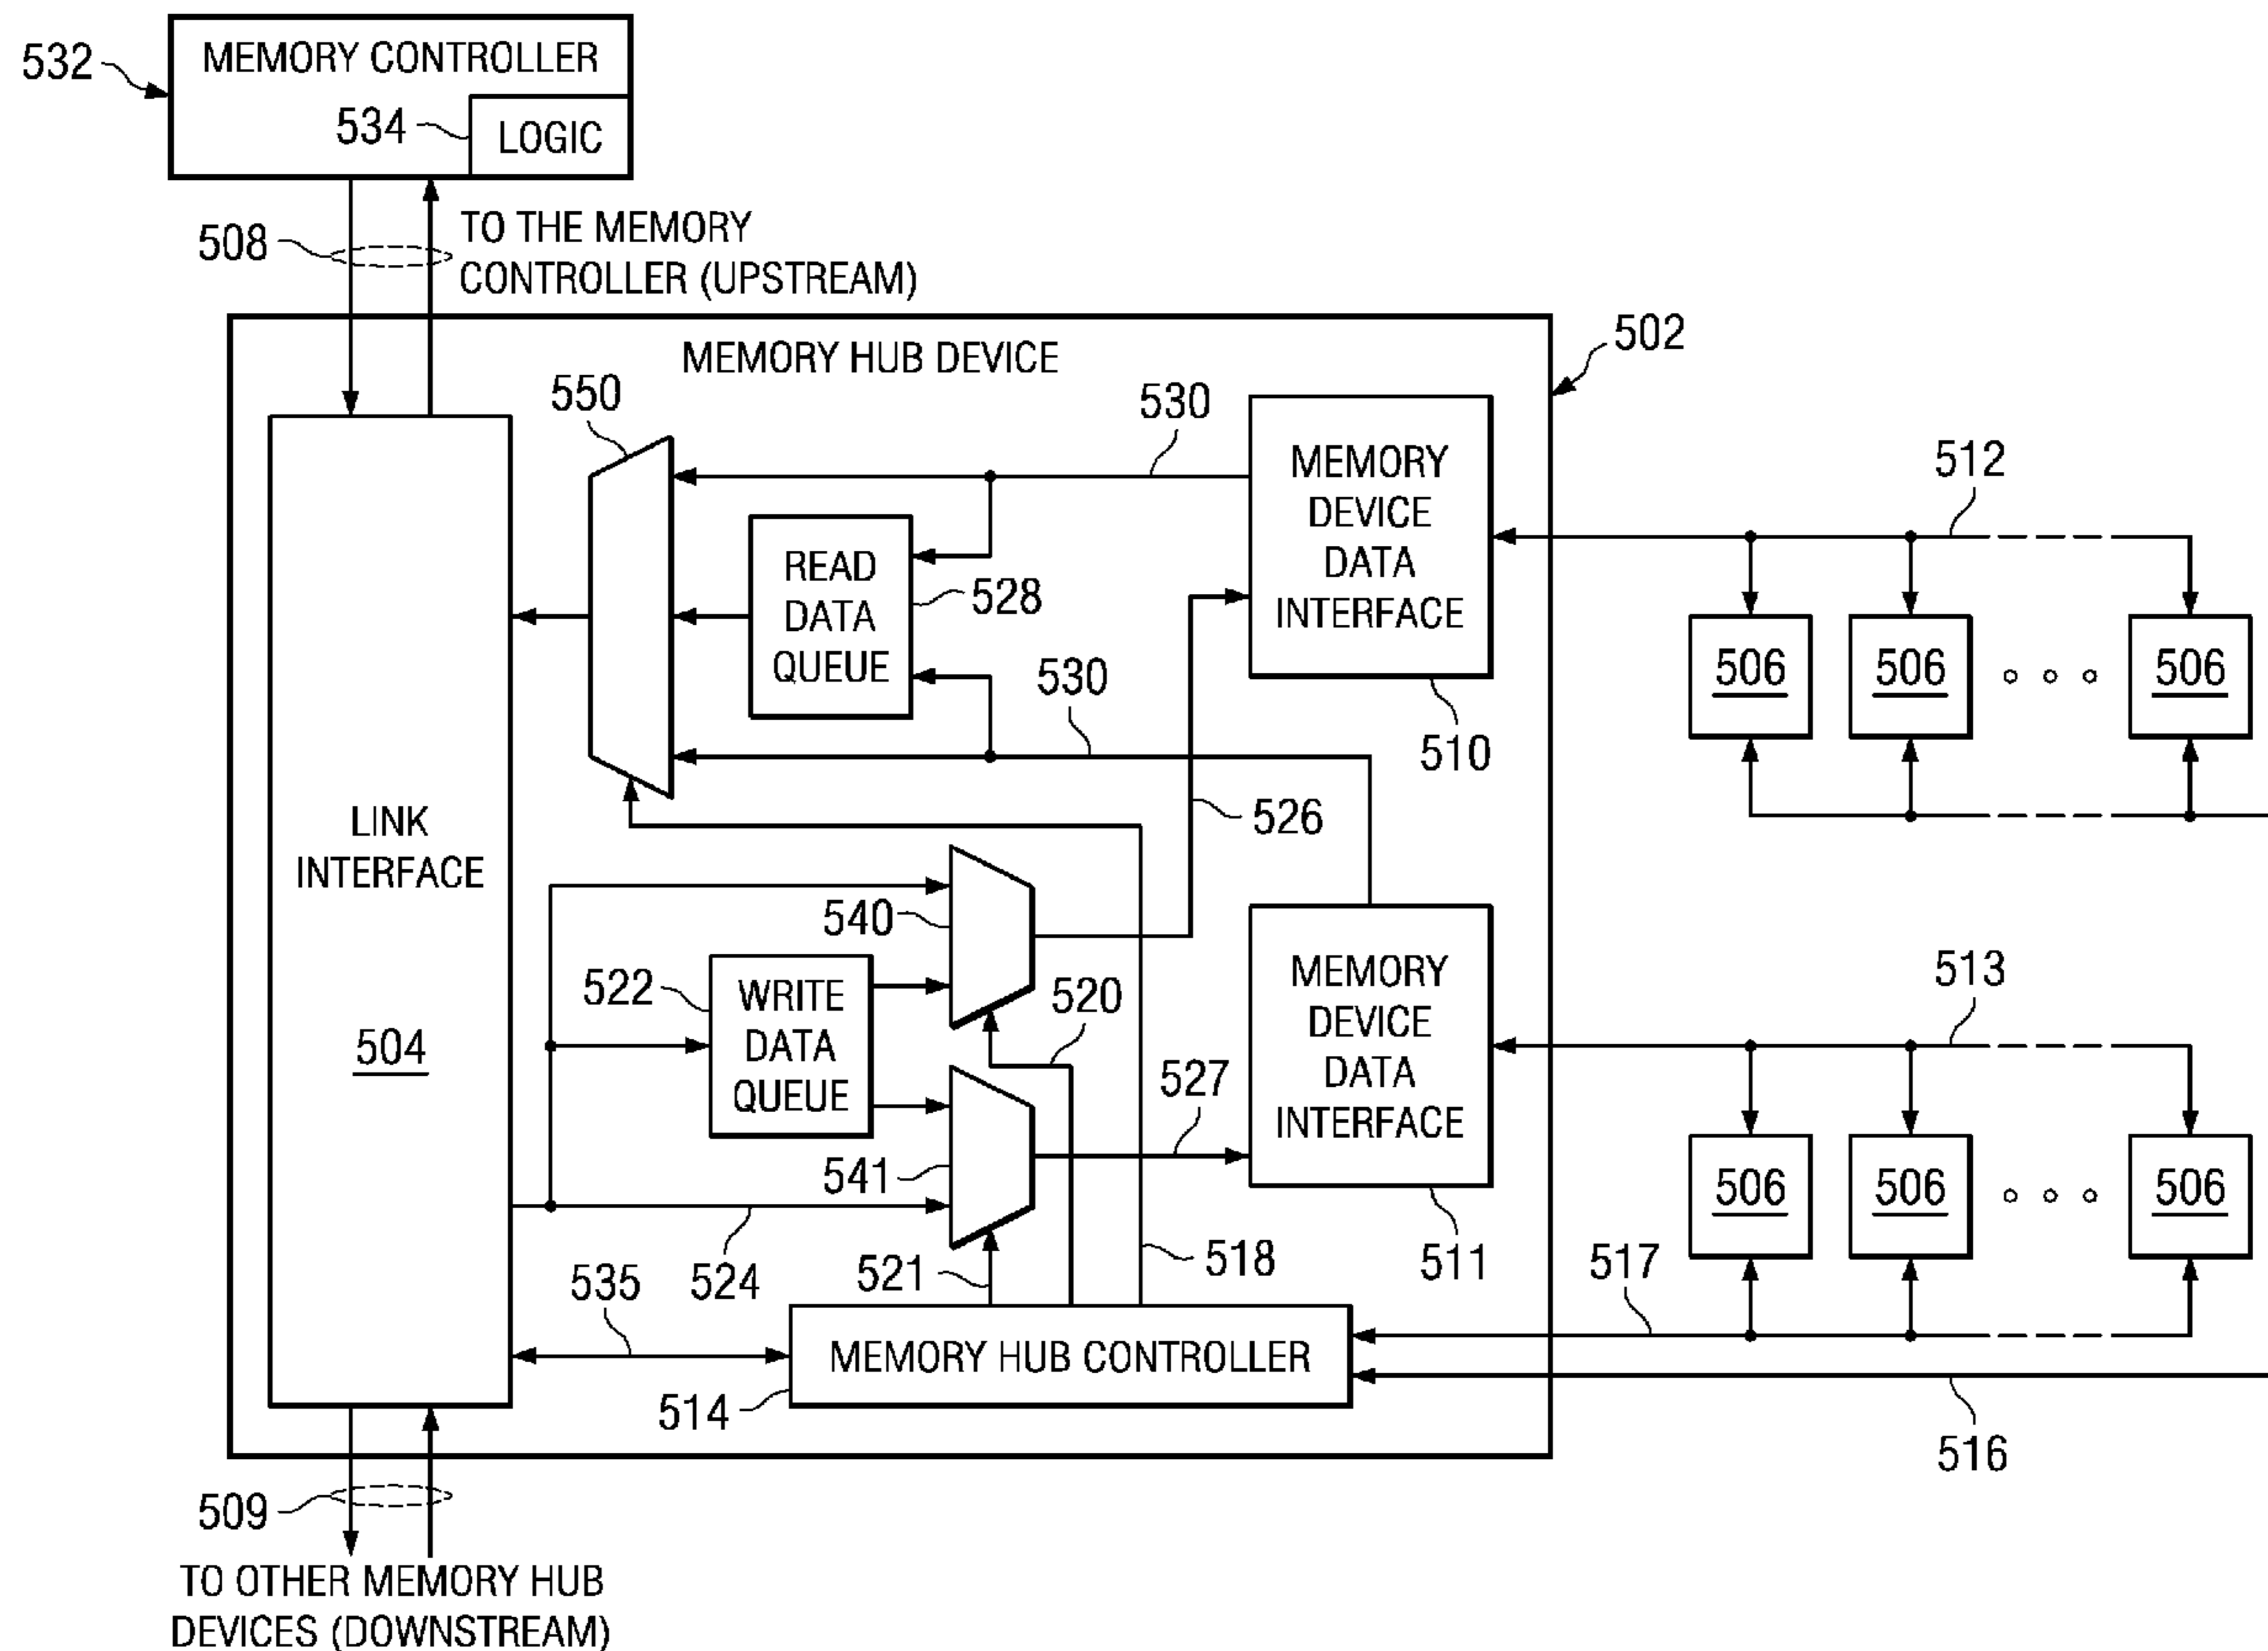 532
MEMORY CONTROLLER
534
LOGIC
508
TO THE MEMORY
CONTROLLER (UPSTREAM)
502
MEMORY HUB DEVICE
550
530
MEMORY
DEVICE
DATA
INTERFACE
510
512
READ
DATA
QUEUE
528
506
506
506
530
526
LINK
INTERFACE
504
540
522
WRITE
DATA
QUEUE
520
527
541
MEMORY
DEVICE
DATA
INTERFACE
511
513
506
506
506
517
524
535
521
518
MEMORY HUB CONTROLLER
514
516
509
TO OTHER MEMORY HUB
DEVICES (DOWNSTREAM)